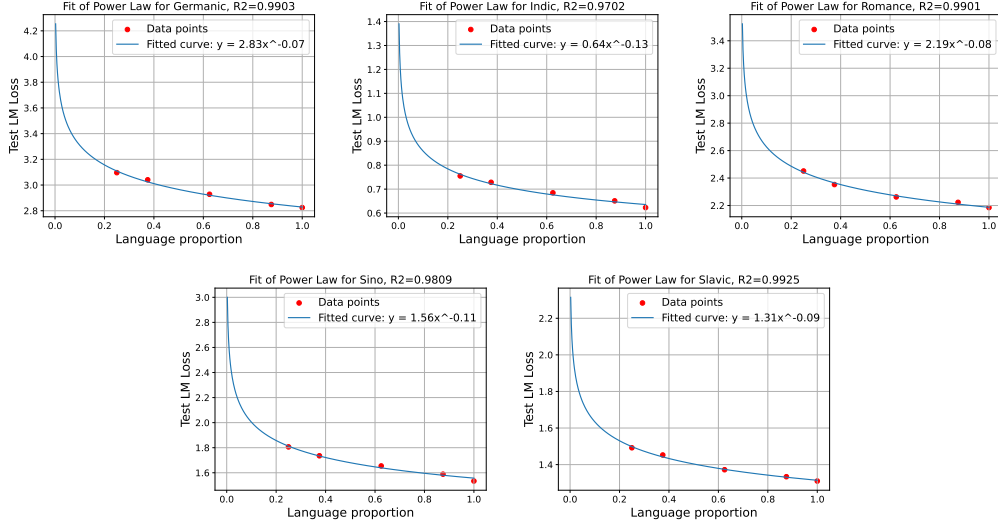 Fit of Power Law for Germanic, R2=0.9903
Data points
Fitted curve: y = 2.83x^-0.07
Test LM Loss
4.2
4.0
3.8
3.6
3.4
3.2
3.0
2.8
0.0 0.2 0.4 0.6 0.8 1.0
Language proportion
Fit of Power Law for Indic, R2=0.9702
Data points
Fitted curve: y = 0.64x^-0.13
Test LM Loss
1.4
1.3
1.2
1.1
1.0
0.9
0.8
0.7
0.6
0.0 0.2 0.4 0.6 0.8 1.0
Language proportion
Fit of Power Law for Romance, R2=0.9901
Data points
Fitted curve: y = 2.19x^-0.08
Test LM Loss
3.4
3.2
3.0
2.8
2.6
2.4
2.2
0.0 0.2 0.4 0.6 0.8 1.0
Language proportion
Fit of Power Law for Sino, R2=0.9809
Data points
Fitted curve: y = 1.56x^-0.11
Test LM Loss
3.0
2.8
2.6
2.4
2.2
2.0
1.8
1.6
0.0 0.2 0.4 0.6 0.8 1.0
Language proportion
Fit of Power Law for Slavic, R2=0.9925
Data points
Fitted curve: y = 1.31x^-0.09
Test LM Loss
2.2
2.0
1.8
1.6
1.4
0.0 0.2 0.4 0.6 0.8 1.0
Language proportion